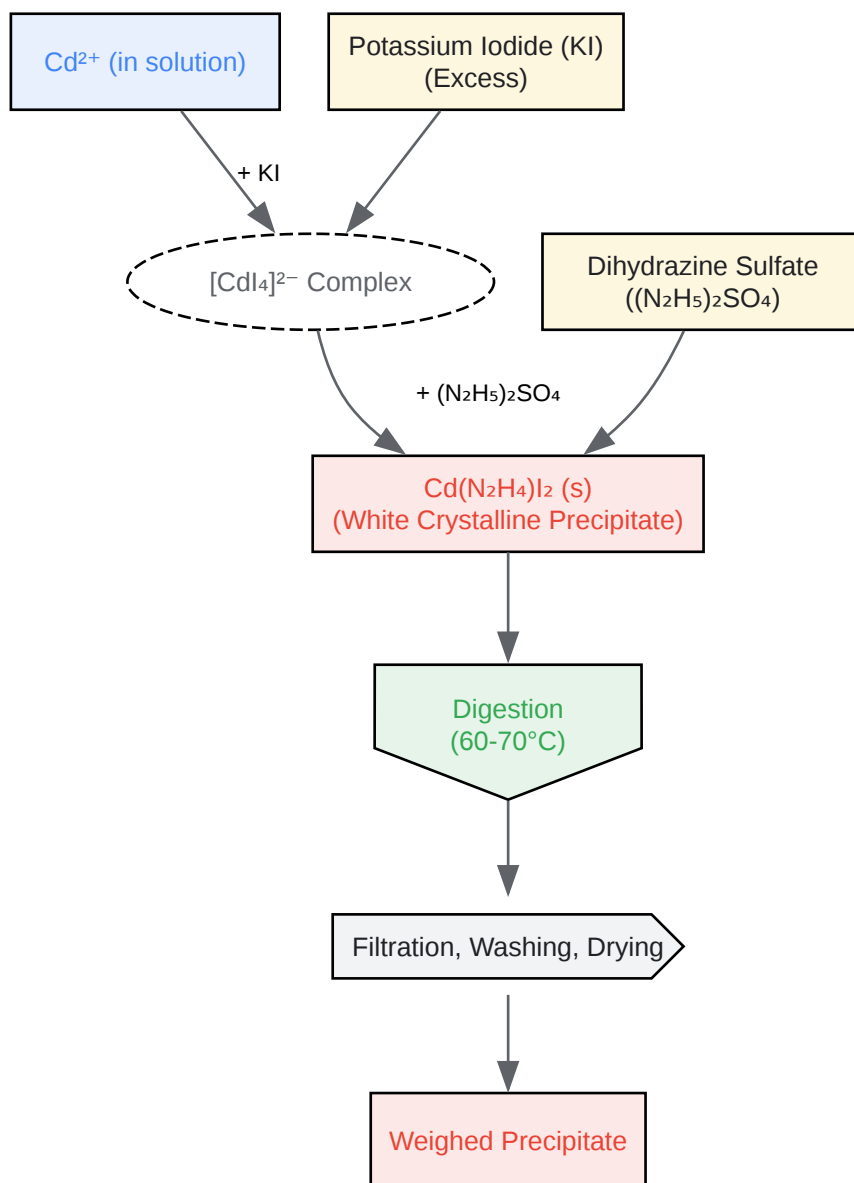 Cd²⁺ (in solution)
Potassium Iodide (KI)
(Excess)
+ KI
[CdI₄]²⁻ Complex
Dihydrazine Sulfate
((N₂H₅)₂SO₄)
+ (N₂H₅)₂SO₄
Cd(N₂H₄)I₂ (s)
(White Crystalline Precipitate)
Digestion
(60-70°C)
Filtration, Washing, Drying
Weighed Precipitate